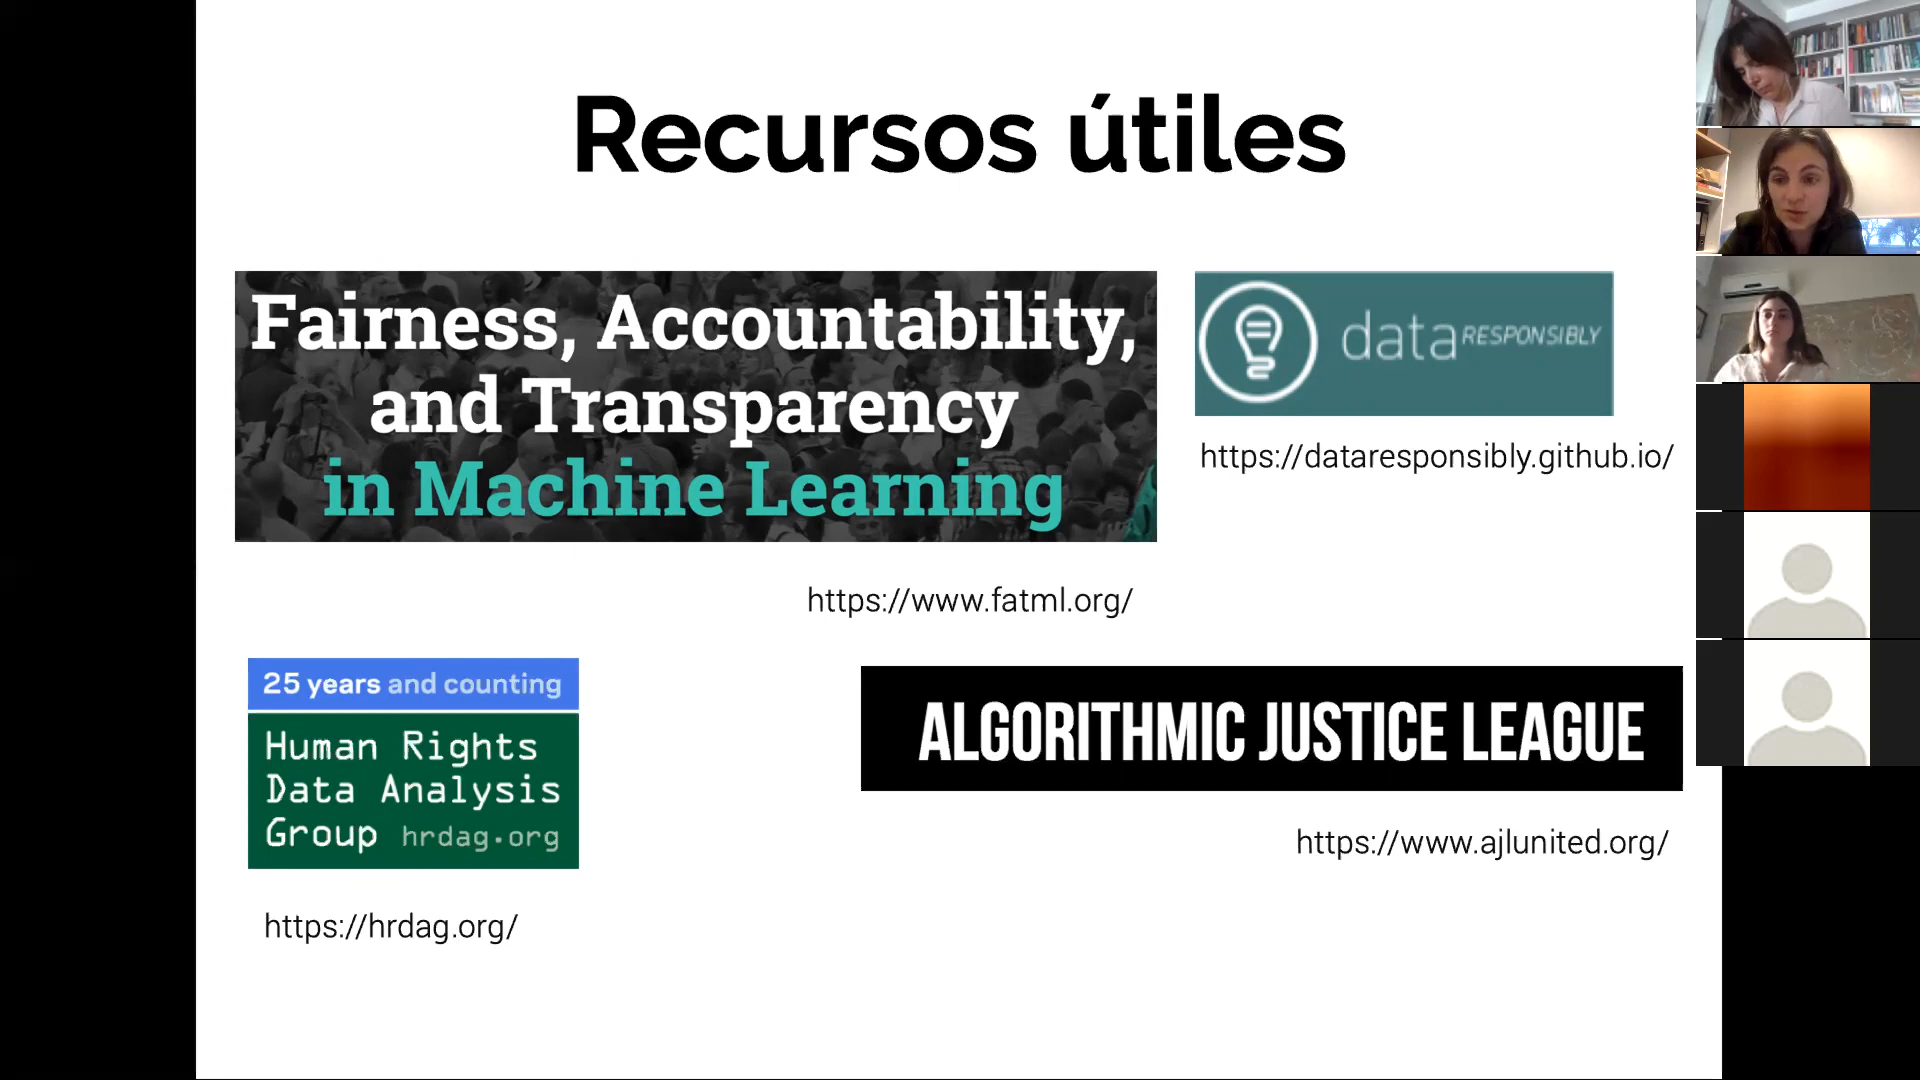 Recursos útiles
Fairness, Accountability,
and Transparency
in Machine Learning
https://www.fatml.org/
data RESPONSIBLY
https://dataresponsibly.github.io/
25 years and counting
Human Rights
Data Analysis
Group hrdag.org
https://hrdag.org/
ALGORITHMIC JUSTICE LEAGUE
https://www.ajlunited.org/